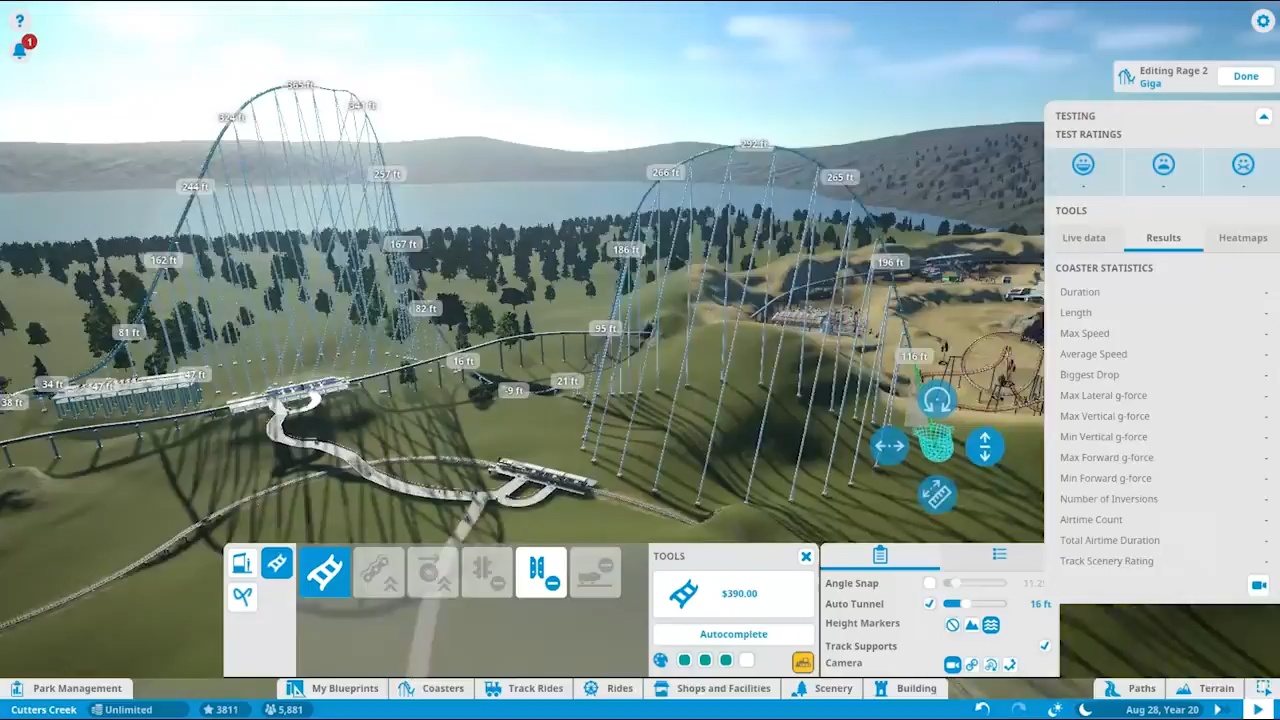 ?
1
Editing Rage 2
Giga
Done
TESTING
TEST RATINGS
-
-
-
TOOLS
Live data
Results
Heatmaps
COASTER STATISTICS
Duration -
Length -
Max Speed -
Average Speed -
Biggest Drop -
Max Lateral g-force -
Max Vertical g-force -
Min Vertical g-force -
Max Forward g-force -
Min Forward g-force -
Number of Inversions -
Airtime Count -
Total Airtime Duration -
Track Scenery Rating -
365 ft
341 ft
324 ft
257 ft
244 ft
167 ft
162 ft
82 ft
81 ft
47 ft
34 ft
38 ft
16 ft
-9 ft
21 ft
95 ft
186 ft
266 ft
292 ft
265 ft
196 ft
116 ft
TOOLS
$390.00
Autocomplete
Angle Snap
Auto Tunnel 16 ft
Height Markers
Track Supports
Camera
Park Management
My Blueprints
Coasters
Track Rides
Rides
Shops and Facilities
Scenery
Building
Paths
Terrain
Cutters Creek
Unlimited
3811
5,881
Aug 28, Year 20